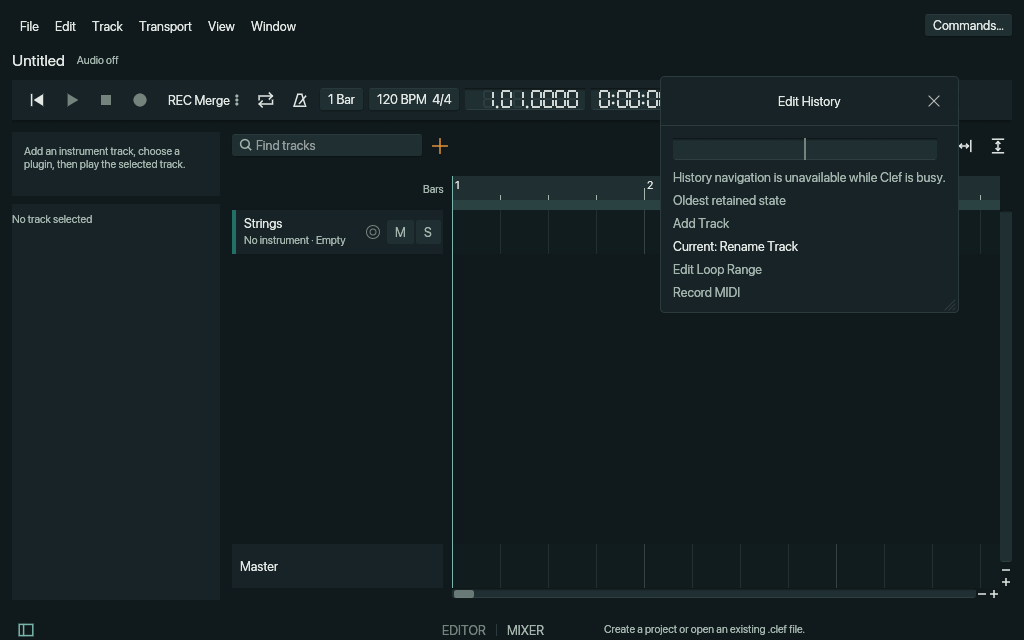 File Edit Track Transport View Window
Commands...
Untitled Audio off
REC Merge 1 Bar 120 BPM 4/4 1.01.0000
Edit History
Add an instrument track, choose a
plugin, then play the selected track.
Find tracks
History navigation is unavailable while Clef is busy.
Bars 1 2
Oldest retained state
No track selected
Strings
Add Track
No instrument · Empty
M S
Current: Rename Track
Edit Loop Range
Record MIDI
Master
EDITOR MIXER
Create a project or open an existing .clef file.